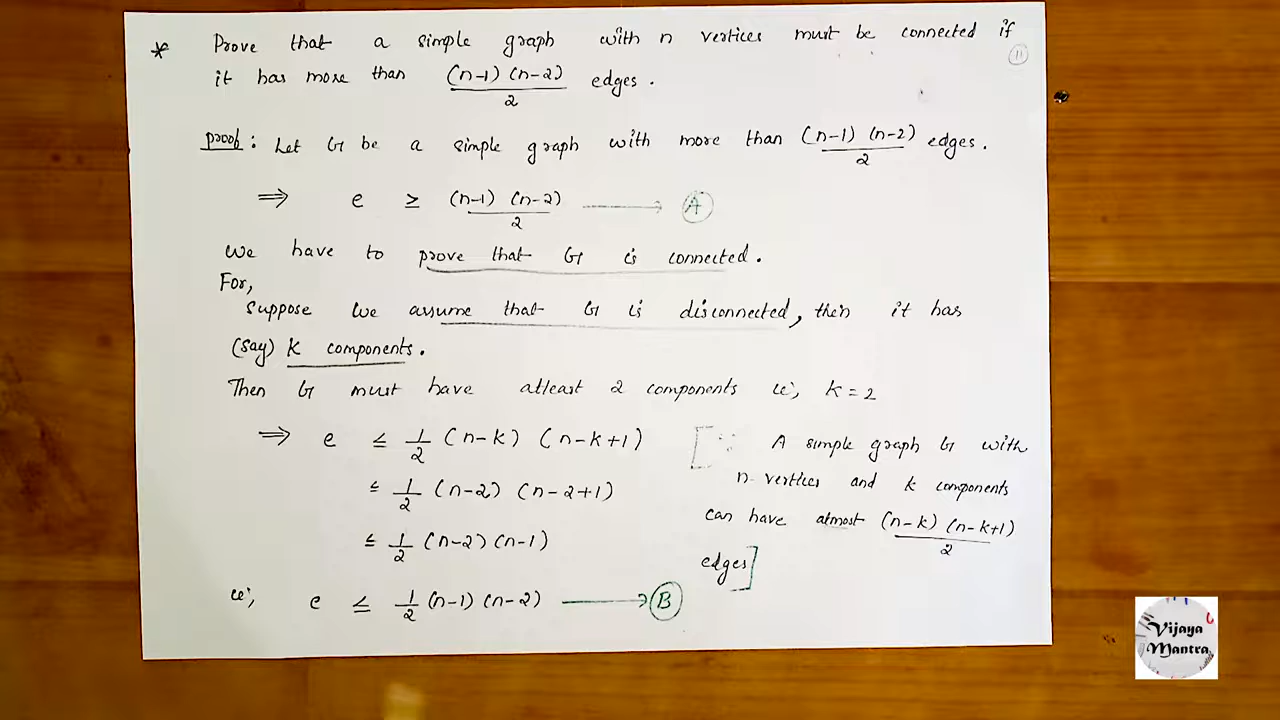 * Prove that a simple graph with n vertices must be connected if
it has more than (n-1) (n-2)/2 edges.
11
Proof: Let G be a simple graph with more than (n-1) (n-2)/2 edges.
⟹ e ≥ (n-1) (n-2)/2 ⟶ A
We have to prove that G is connected.
For,
Suppose we assume that G is disconnected, then it has
(say) K components.
Then G must have atleast 2 components ie; K = 2
⟹ e ≤ 1/2 (n-k) (n-k+1)
≤ 1/2 (n-2) (n-2+1)
≤ 1/2 (n-2) (n-1)
ie; e ≤ 1/2 (n-1) (n-2) ⟶ B
[∵ A simple graph G with
n vertices and k components
can have atmost (n-k) (n-k+1)/2
edges]
Vijaya
Mantra